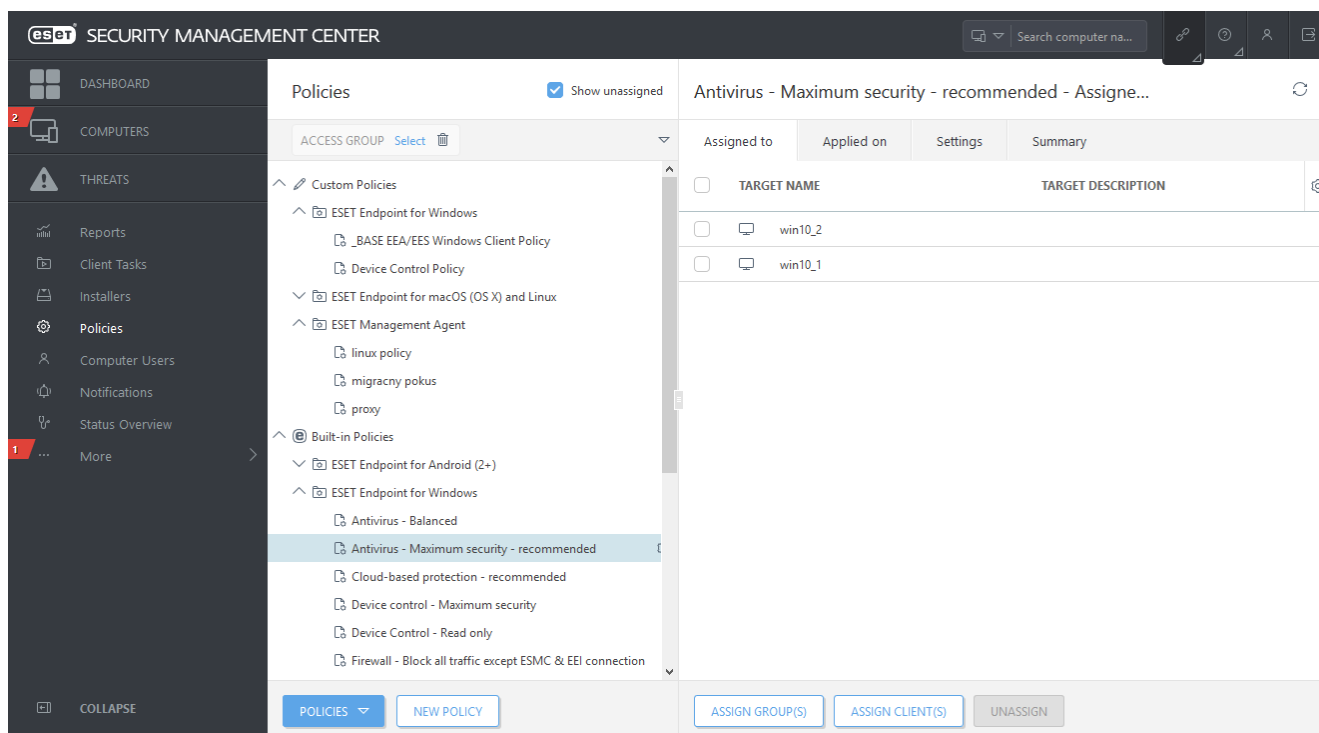 eset SECURITY MANAGEMENT CENTER
Search computer na...
DASHBOARD
2
COMPUTERS
THREATS
Reports
Client Tasks
Installers
Policies
Computer Users
Notifications
Status Overview
1
More
COLLAPSE
Policies
Show unassigned
ACCESS GROUP Select
Custom Policies
ESET Endpoint for Windows
_BASE EEA/EES Windows Client Policy
Device Control Policy
ESET Endpoint for macOS (OS X) and Linux
ESET Management Agent
linux policy
migracny pokus
proxy
Built-in Policies
ESET Endpoint for Android (2+)
ESET Endpoint for Windows
Antivirus - Balanced
Antivirus - Maximum security - recommended
Cloud-based protection - recommended
Device control - Maximum security
Device Control - Read only
Firewall - Block all traffic except ESMC & EEI connection
POLICIES
NEW POLICY
Antivirus - Maximum security - recommended - Assigne...
Assigned to
Applied on
Settings
Summary
TARGET NAME
TARGET DESCRIPTION
win10_2
win10_1
ASSIGN GROUP(S)
ASSIGN CLIENT(S)
UNASSIGN